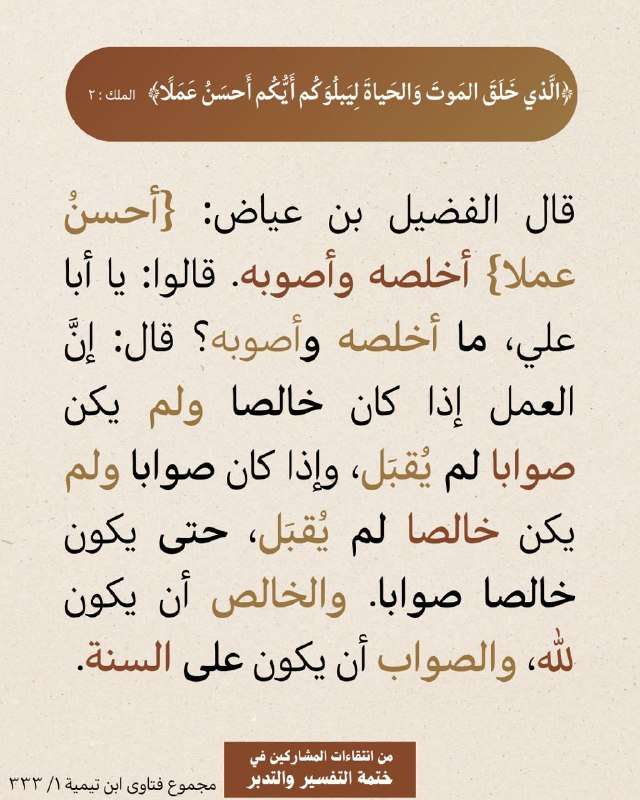 ﴿الَّذي خَلَقَ المَوتَ وَالحَياةَ لِيَبلُوَكُم أَيُّكُم أَحسَنُ عَمَلًا﴾ الملك : ٢
قال الفضيل بن عياض: {أحسنُ
عملا} أخلصه وأصوبه. قالوا: يا أبا
علي، ما أخلصه وأصوبه؟ قال: إنَّ
العمل إذا كان خالصا ولم يكن
صوابا لم يُقبَل، وإذا كان صوابا ولم
يكن خالصا لم يُقبَل، حتى يكون
خالصا صوابا. والخالص أن يكون
لله، والصواب أن يكون على السنة.
من انتقاءات المشاركين في
ختمة التفسير والتدبر
مجموع فتاوى ابن تيمية ١/ ٣٣٣